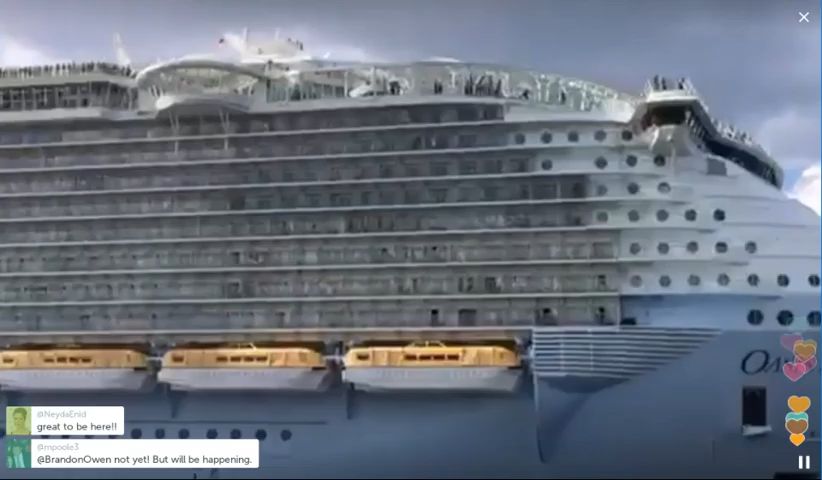 @NeydaEnid
great to be here!!
@mpoole3
@BrandonOwen not yet! But will be happening.